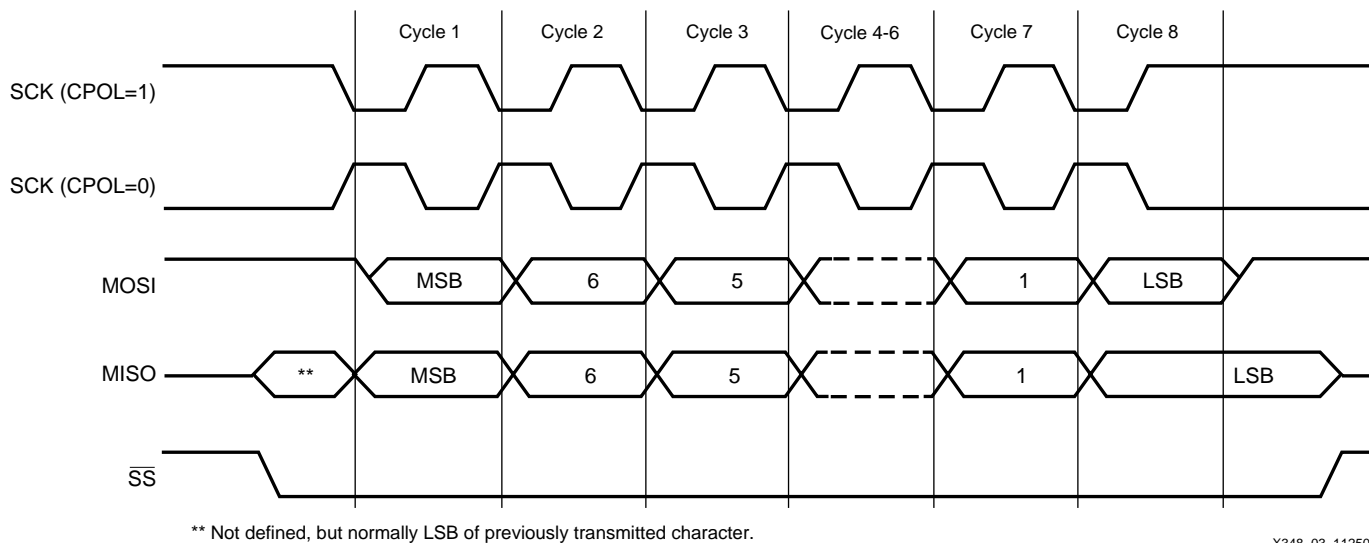 Cycle 1 Cycle 2 Cycle 3 Cycle 4-6 Cycle 7 Cycle 8
SCK (CPOL=1)
SCK (CPOL=0)
MOSI MSB 6 5 1 LSB
MISO ** MSB 6 5 1 LSB
SS
** Not defined, but normally LSB of previously transmitted character.
X348_03_11250